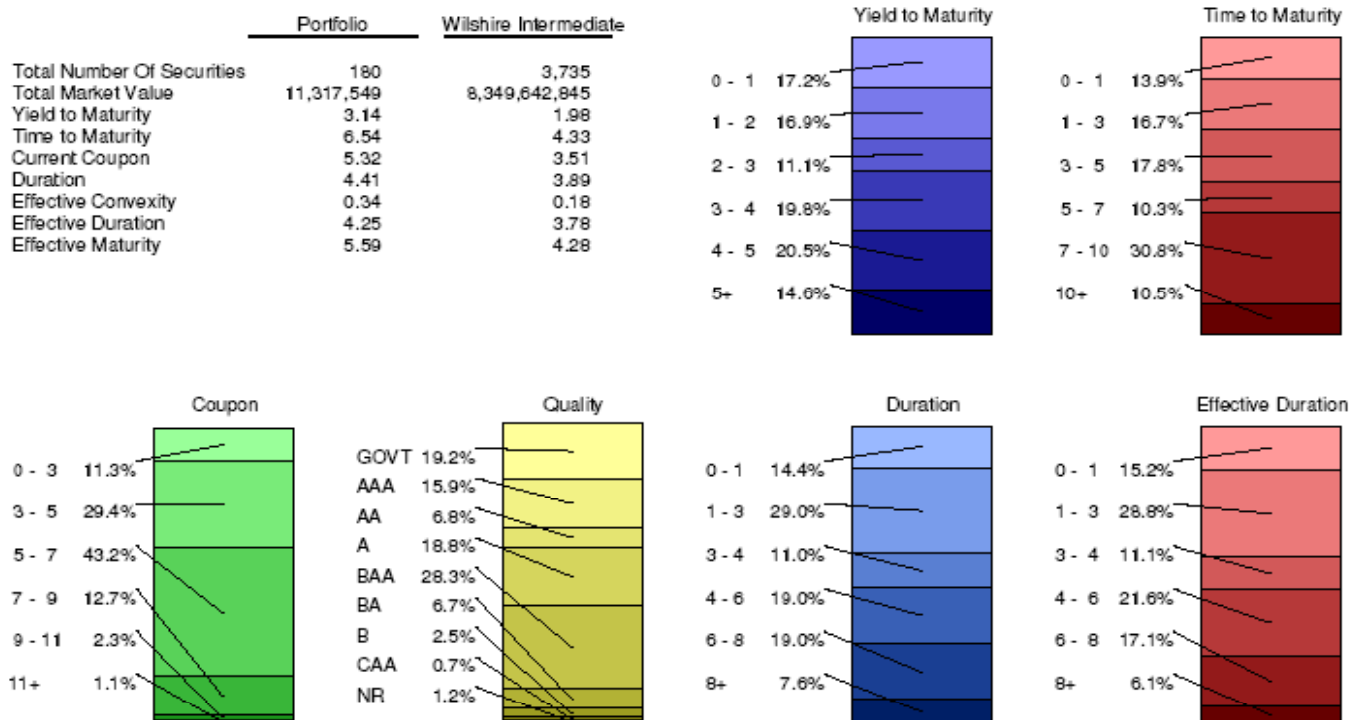 Portfolio Wilshire Intermediate
Total Number Of Securities 180 3,735
Total Market Value 11,317,549 8,349,642,845
Yield to Maturity 3.14 1.98
Time to Maturity 6.54 4.33
Current Coupon 5.32 3.51
Duration 4.41 3.89
Effective Convexity 0.34 0.18
Effective Duration 4.25 3.78
Effective Maturity 5.59 4.28
Yield to Maturity
0 - 1 17.2%
1 - 2 16.9%
2 - 3 11.1%
3 - 4 19.8%
4 - 5 20.5%
5+ 14.6%
Time to Maturity
0 - 1 13.9%
1 - 3 16.7%
3 - 5 17.8%
5 - 7 10.3%
7 - 10 30.8%
10+ 10.5%
Coupon
0 - 3 11.3%
3 - 5 29.4%
5 - 7 43.2%
7 - 9 12.7%
9 - 11 2.3%
11+ 1.1%
Quality
GOVT 19.2%
AAA 15.9%
AA 6.8%
A 18.8%
BAA 28.3%
BA 6.7%
B 2.5%
CAA 0.7%
NR 1.2%
Duration
0 - 1 14.4%
1 - 3 29.0%
3 - 4 11.0%
4 - 6 19.0%
6 - 8 19.0%
8+ 7.6%
Effective Duration
0 - 1 15.2%
1 - 3 28.8%
3 - 4 11.1%
4 - 6 21.6%
6 - 8 17.1%
8+ 6.1%